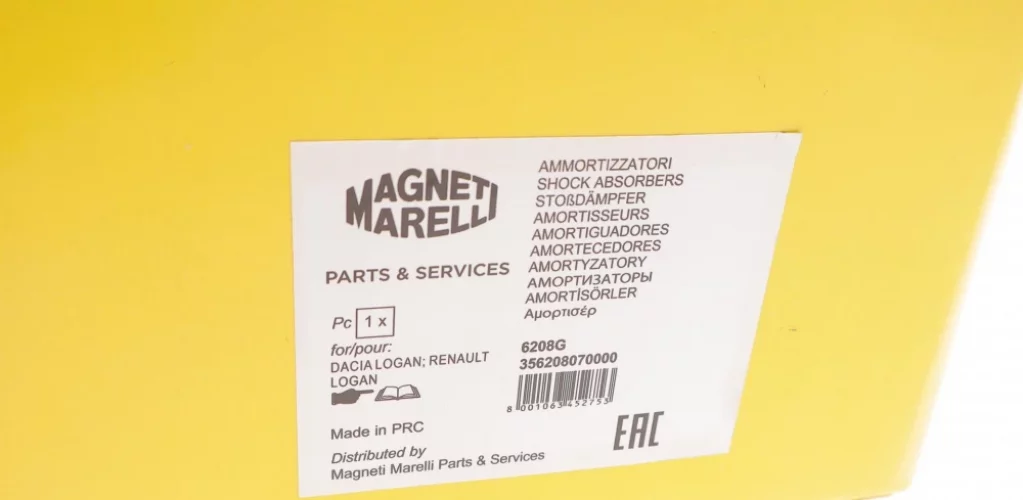 MAGNETI
MARELLI
PARTS & SERVICES
Pc 1 x
for/pour:
DACIA LOGAN; RENAULT
LOGAN
Made in PRC
Distributed by
Magneti Marelli Parts & Services
AMMORTIZZATORI
SHOCK ABSORBERS
STOßDÄMPFER
AMORTISSEURS
AMORTIGUADORES
AMORTECEDORES
AMORTYZATORY
АМОРТИЗАТОРЫ
AMORTİSÖRLER
Αμορτισέρ
6208G
356208070000
8 001063 452753
EAC